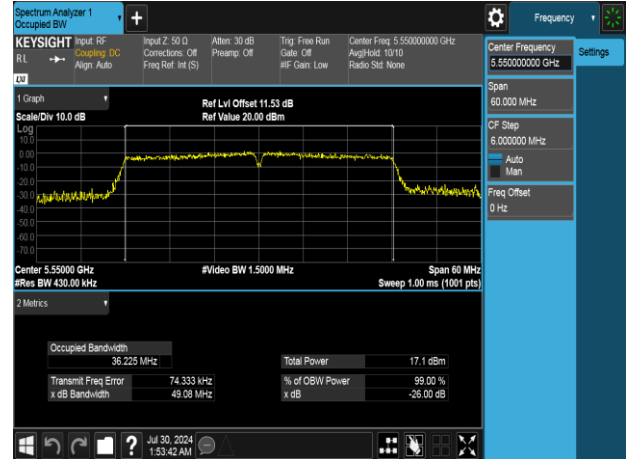 Spectrum Analyzer 1
Occupied BW
Frequency
KEYSIGHT
Input: RF
Input Z: 50 Ω
Atten: 30 dB
Trig: Free Run
Center Freq: 5.550000000 GHz
RL
Coupling: DC
Corrections: Off
Preamp: Off
Gate: Off
Avg|Hold: 10/10
Align: Auto
Freq Ref: Int (S)
#IF Gain: Low
Radio Std: None
LXI
Center Frequency
5.550000000 GHz
Settings
Span
60.000 MHz
CF Step
6.000000 MHz
Auto
Man
Freq Offset
0 Hz
1 Graph
Ref Lvl Offset 11.53 dB
Scale/Div 10.0 dB
Ref Value 20.00 dBm
Log
10.0
0.00
-10.0
-20.0
-30.0
-40.0
-50.0
-60.0
-70.0
Center 5.55000 GHz
#Video BW 1.5000 MHz
Span 60 MHz
#Res BW 430.00 kHz
Sweep 1.00 ms (1001 pts)
2 Metrics
Occupied Bandwidth
36.225 MHz
Total Power
17.1 dBm
Transmit Freq Error
74.333 kHz
% of OBW Power
99.00 %
x dB Bandwidth
49.08 MHz
x dB
-26.00 dB
Jul 30, 2024
1:53:42 AM